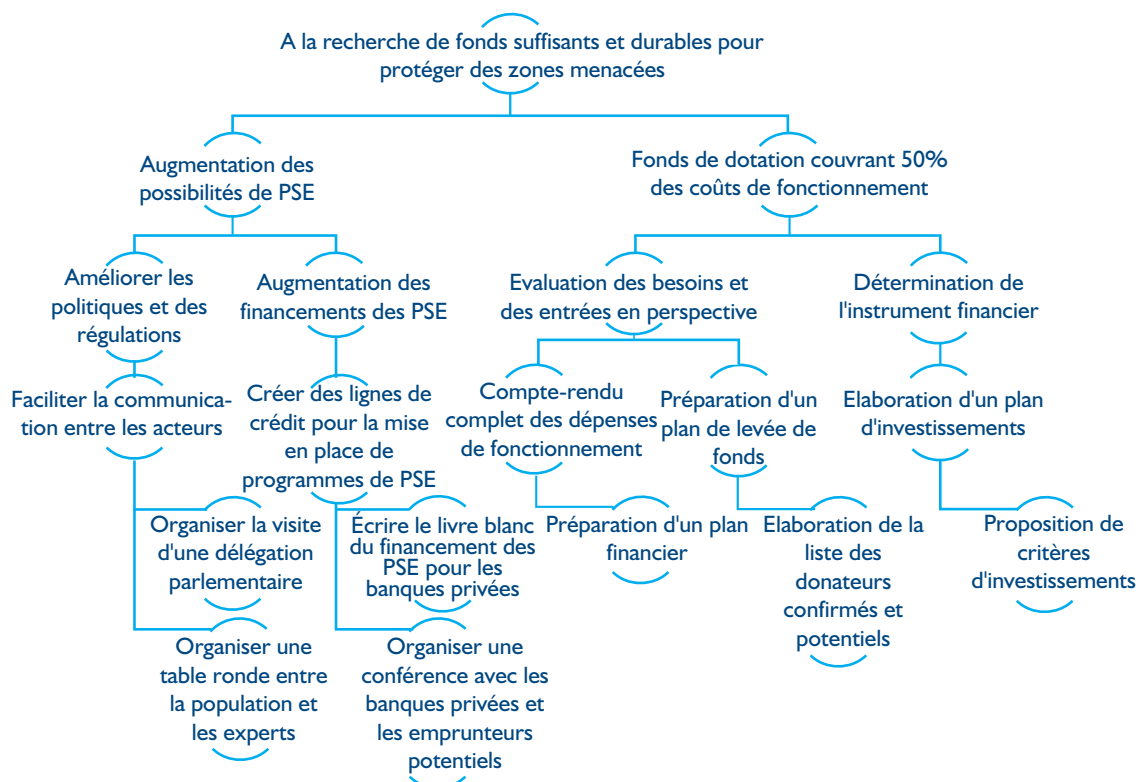 A la recherche de fonds suffisants et durables pour
protéger des zones menacées
Augmentation des
possibilités de PSE
Fonds de dotation couvrant 50%
des coûts de fonctionnement
Améliorer les
politiques et des
régulations
Augmentation des
financements des PSE
Evaluation des besoins et
des entrées en perspective
Détermination de
l'instrument financier
Faciliter la communica-
tion entre les acteurs
Créer des lignes de
crédit pour la mise
en place de
programmes de PSE
Compte-rendu
complet des dépenses
de fonctionnement
Préparation d'un
plan de levée de
fonds
Elaboration d'un plan
d'investissements
Organiser la visite
d'une délégation
parlementaire
Écrire le livre blanc
du financement des
PSE pour les
banques privées
Préparation d'un plan
financier
Elaboration de la
liste des
donateurs
confirmés et
potentiels
Proposition de
critères
d'investissements
Organiser une
table ronde entre
la population et
les experts
Organiser une
conférence avec les
banques privées et
les emprunteurs
potentiels